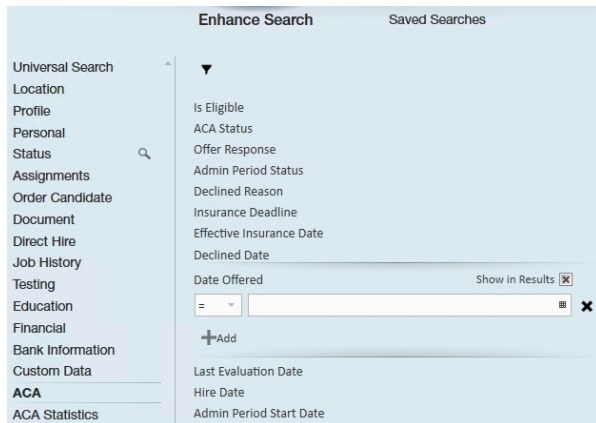 Enhance Search
Saved Searches
Universal Search
Location
Profile
Personal
Status
Assignments
Order Candidate
Document
Direct Hire
Job History
Testing
Education
Financial
Bank Information
Custom Data
ACA
ACA Statistics
Is Eligible
ACA Status
Offer Response
Admin Period Status
Declined Reason
Insurance Deadline
Effective Insurance Date
Declined Date
Date Offered
Show in Results
=
Add
Last Evaluation Date
Hire Date
Admin Period Start Date